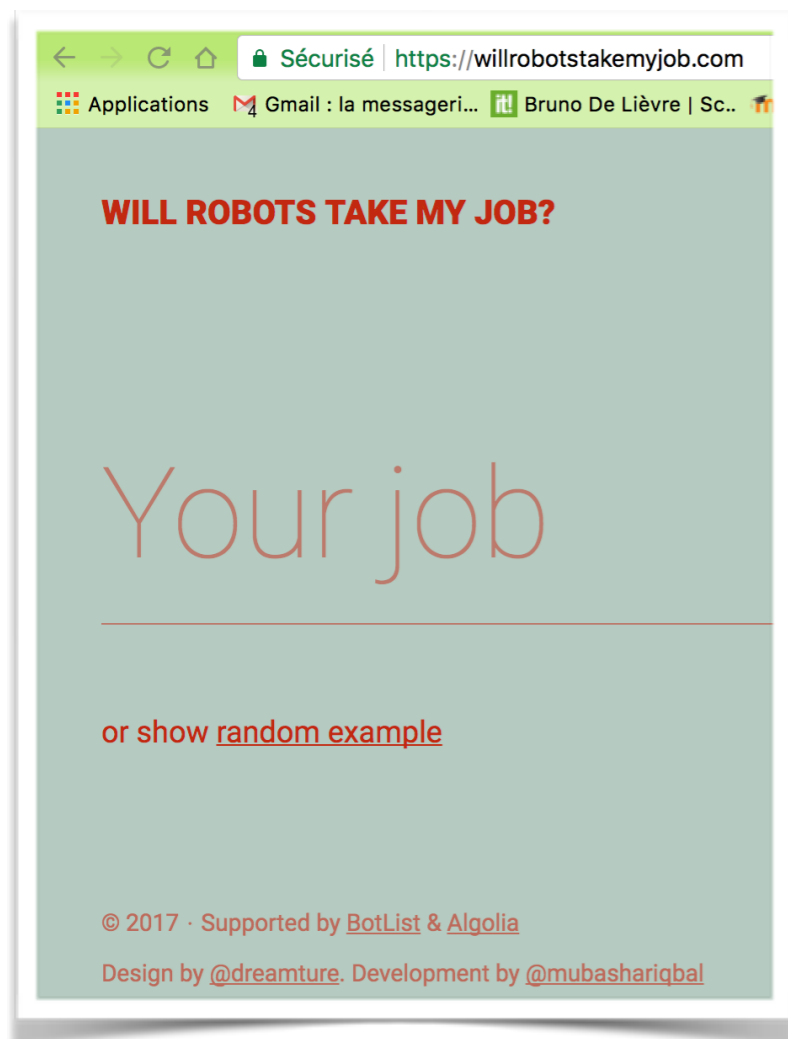 Sécurisé https://willrobotstakemyjob.com
Applications Gmail : la messageri... it! Bruno De Lièvre | Sc..
WILL ROBOTS TAKE MY JOB?
Your job
or show random example
© 2017 · Supported by BotList & Algolia
Design by @dreamture. Development by @mubashariqbal